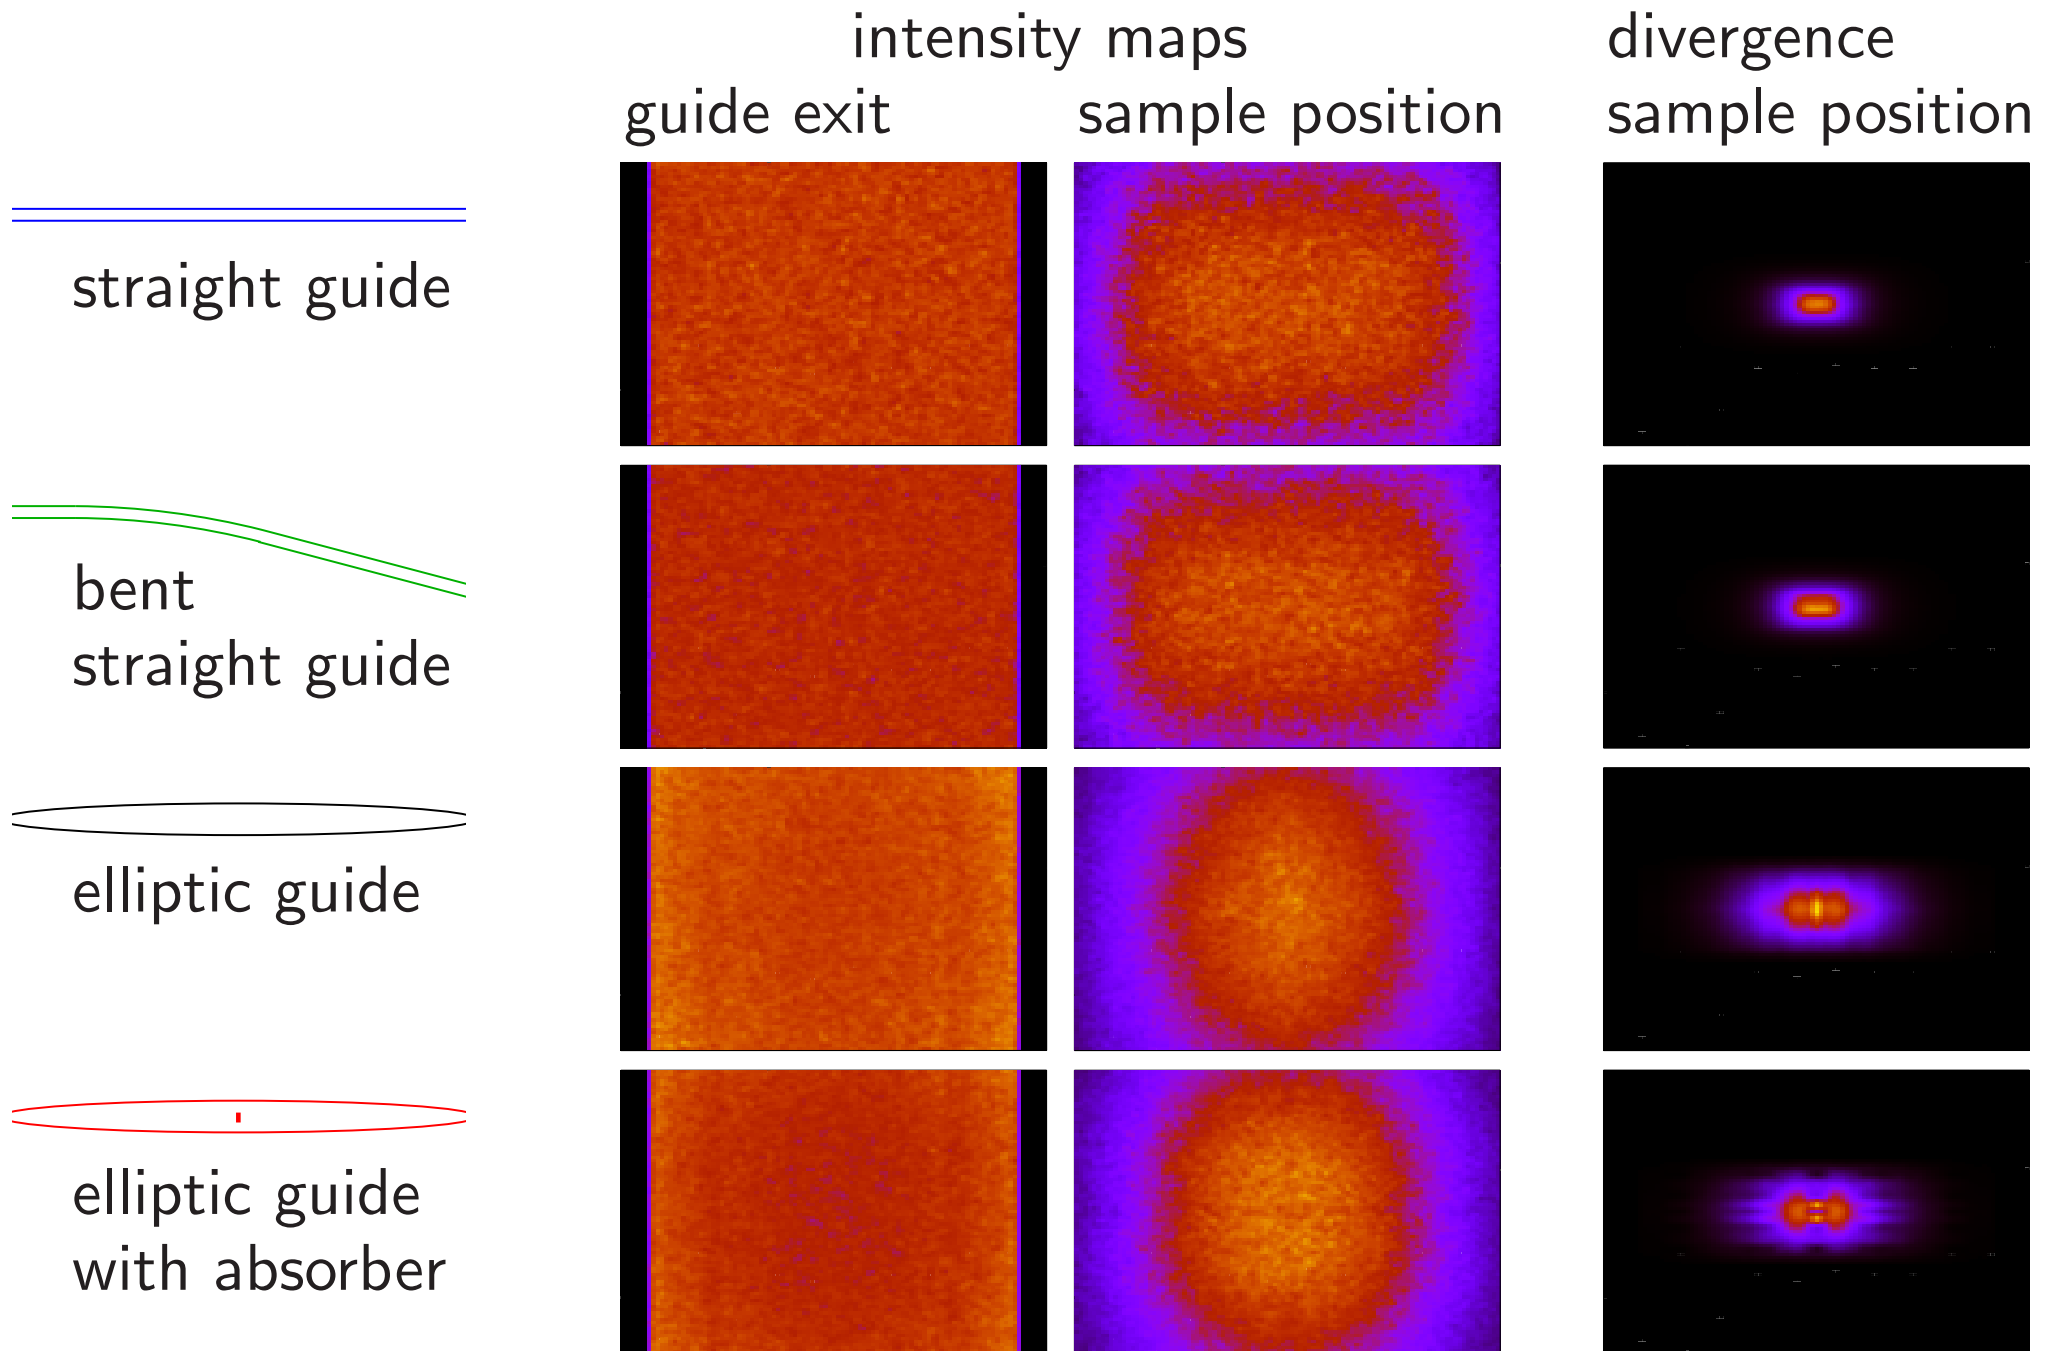 intensity maps
divergence
guide exit
sample position
sample position
straight guide
bent
straight guide
elliptic guide
elliptic guide
with absorber